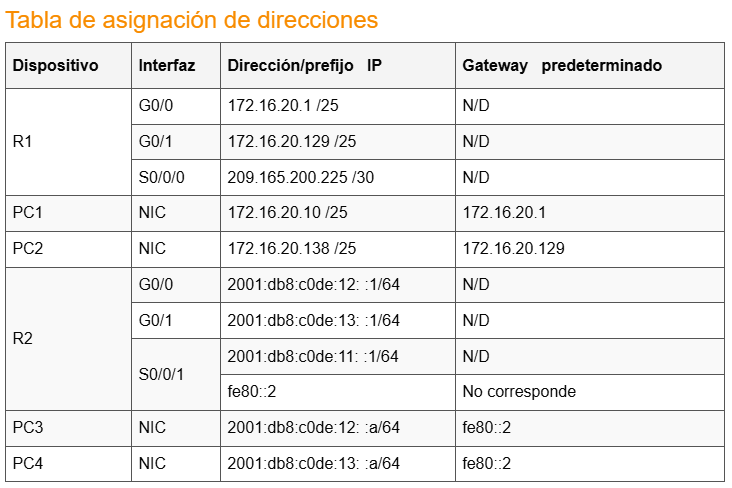 Tabla de asignación de direcciones
Dispositivo Interfaz Dirección/prefijo IP Gateway predeterminado
R1 G0/0 172.16.20.1 /25 N/D
G0/1 172.16.20.129 /25 N/D
S0/0/0 209.165.200.225 /30 N/D
PC1 NIC 172.16.20.10 /25 172.16.20.1
PC2 NIC 172.16.20.138 /25 172.16.20.129
R2 G0/0 2001:db8:c0de:12: :1/64 N/D
G0/1 2001:db8:c0de:13: :1/64 N/D
S0/0/1 2001:db8:c0de:11: :1/64 N/D
fe80::2 No corresponde
PC3 NIC 2001:db8:c0de:12: :a/64 fe80::2
PC4 NIC 2001:db8:c0de:13: :a/64 fe80::2